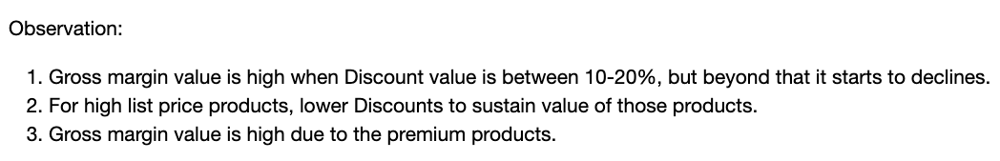 Observation:
1. Gross margin value is high when Discount value is between 10-20%, but beyond that it starts to declines.
2. For high list price products, lower Discounts to sustain value of those products.
3. Gross margin value is high due to the premium products.